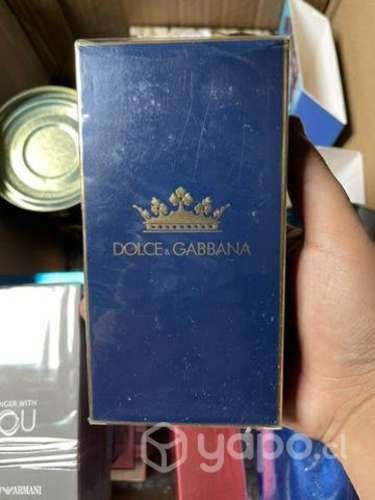 DOLCE & GABBANA
NGER WITH
OU
ARMANI
yapo.cl